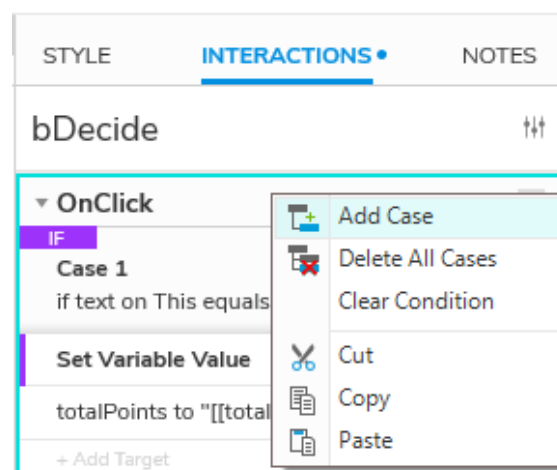 STYLE INTERACTIONS NOTES
bDecide
OnClick
IF
Case 1
if text on This equals
Set Variable Value
totalPoints to "[[total
+ Add Target
Add Case
Delete All Cases
Clear Condition
Cut
Copy
Paste